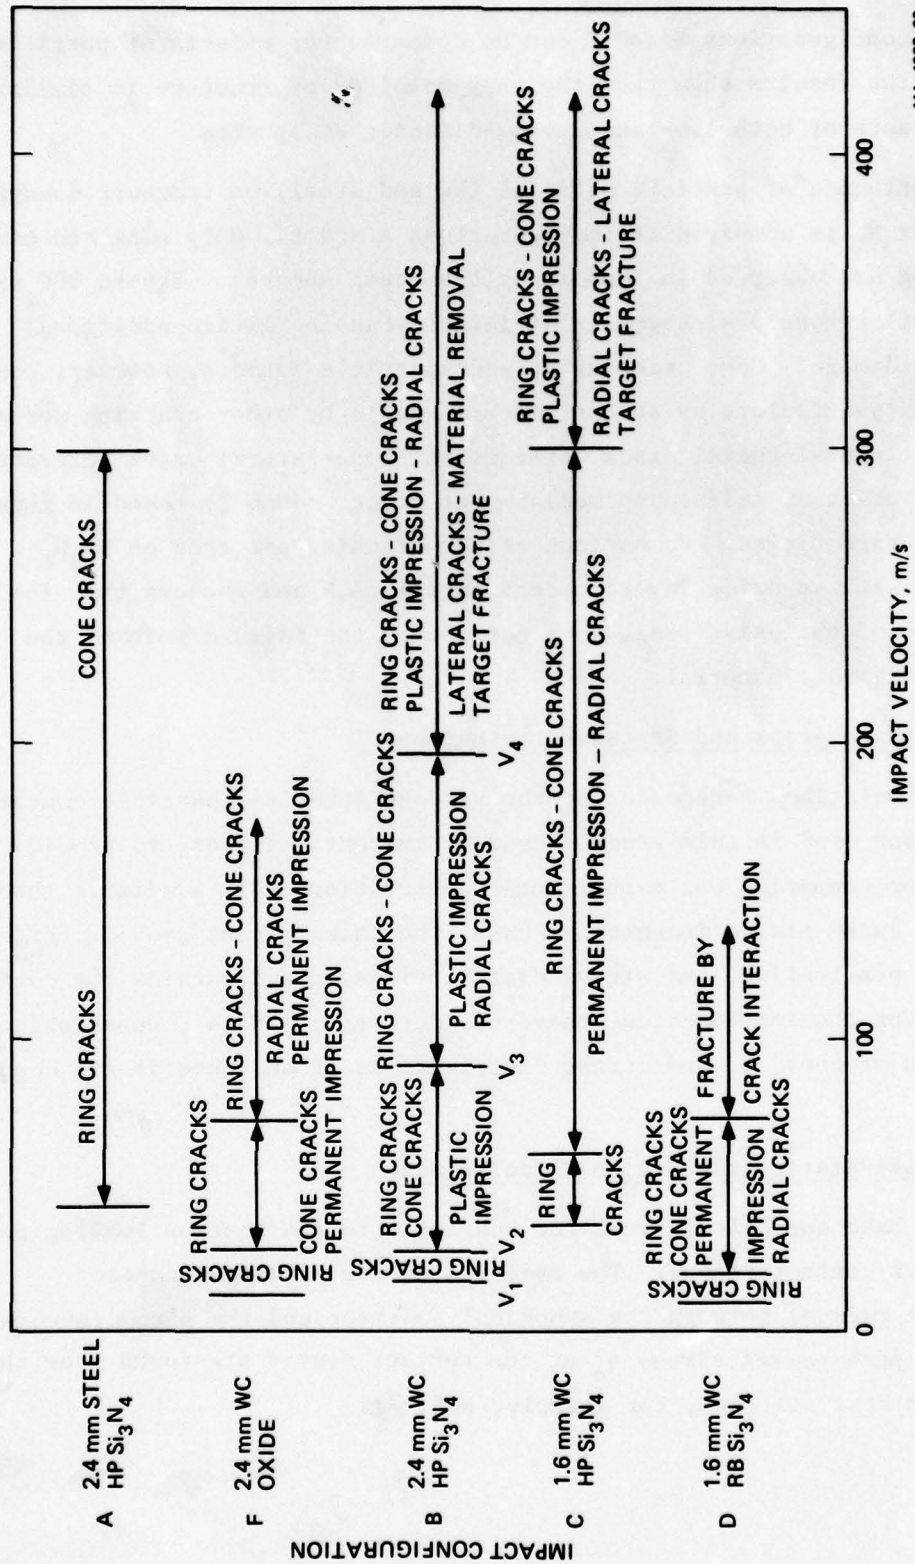 IMPACT CONFIGURATION
A
2.4 mm STEEL
HP Si₃N₄
RING CRACKS
CONE CRACKS
F
2.4 mm WC
OXIDE
RING CRACKS
RING CRACKS
CONE CRACKS
PERMANENT IMPRESSION
RING CRACKS - CONE CRACKS
RADIAL CRACKS
PERMANENT IMPRESSION
B
2.4 mm WC
HP Si₃N₄
RING CRACKS
RING CRACKS
CONE CRACKS
PLASTIC
IMPRESSION
RING CRACKS - CONE CRACKS
PLASTIC IMPRESSION
RADIAL CRACKS
RING CRACKS CONE CRACKS
PLASTIC IMPRESSION - RADIAL CRACKS
LATERAL CRACKS MATERIAL REMOVAL
TARGET FRACTURE
V₁
V₂
V₃
V₄
C
1.6 mm WC
HP Si₃N₄
RING
CRACKS
RING CRACKS - CONE CRACKS
PERMANENT IMPRESSION – RADIAL CRACKS
RING CRACKS - CONE CRACKS
PLASTIC IMPRESSION
RADIAL CRACKS LATERAL CRACKS
TARGET FRACTURE
D
1.6 mm WC
RB Si₃N₄
RING CRACKS
RING CRACKS
CONE CRACKS
PERMANENT
IMPRESSION
RADIAL CRACKS
FRACTURE BY
CRACK INTERACTION
0
100
200
300
400
IMPACT VELOCITY, m/s